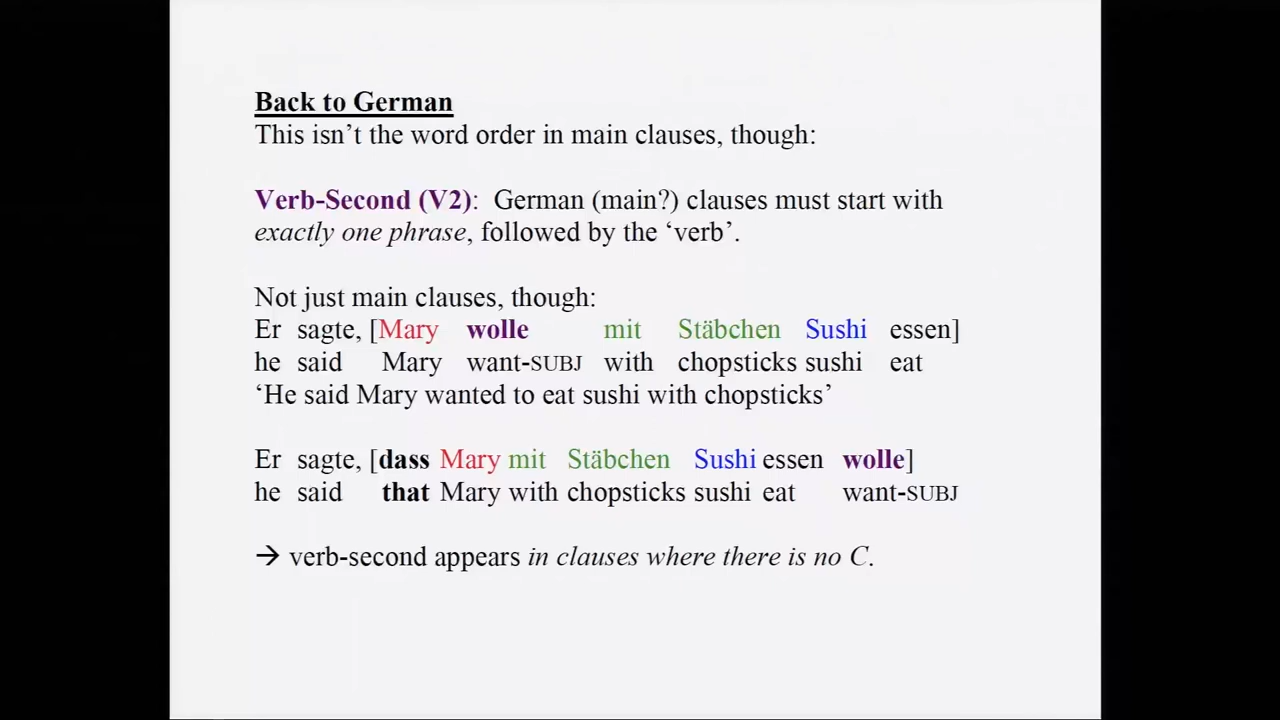 Back to German
This isn’t the word order in main clauses, though:
Verb-Second (V2): German (main?) clauses must start with
exactly one phrase, followed by the ‘verb’.
Not just main clauses, though:
Er sagte, [Mary wolle mit Stäbchen Sushi essen]
he said Mary want-SUBJ with chopsticks sushi eat
‘He said Mary wanted to eat sushi with chopsticks’
Er sagte, [dass Mary mit Stäbchen Sushi essen wolle]
he said that Mary with chopsticks sushi eat want-SUBJ
→ verb-second appears in clauses where there is no C.